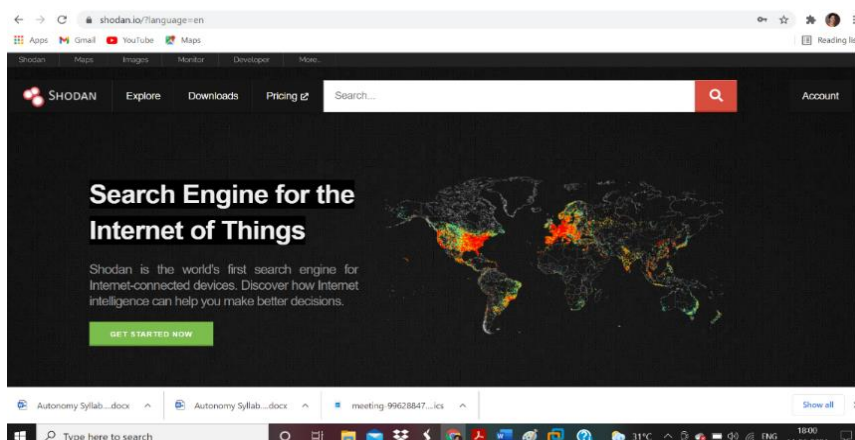 shodan.io/?language=en
Apps Gmail YouTube Maps Reading lis
Shodan Maps Images Monitor Developer More...
SHODAN Explore Downloads Pricing Search... Account
Search Engine for the
Internet of Things
Shodan is the world's first search engine for
Internet-connected devices. Discover how Internet
intelligence can help you make better decisions.
GET STARTED NOW
Autonomy Syllab....docx Autonomy Syllab....docx meeting-99628847....ics Show all
Type here to search 31°C ENG 18:00